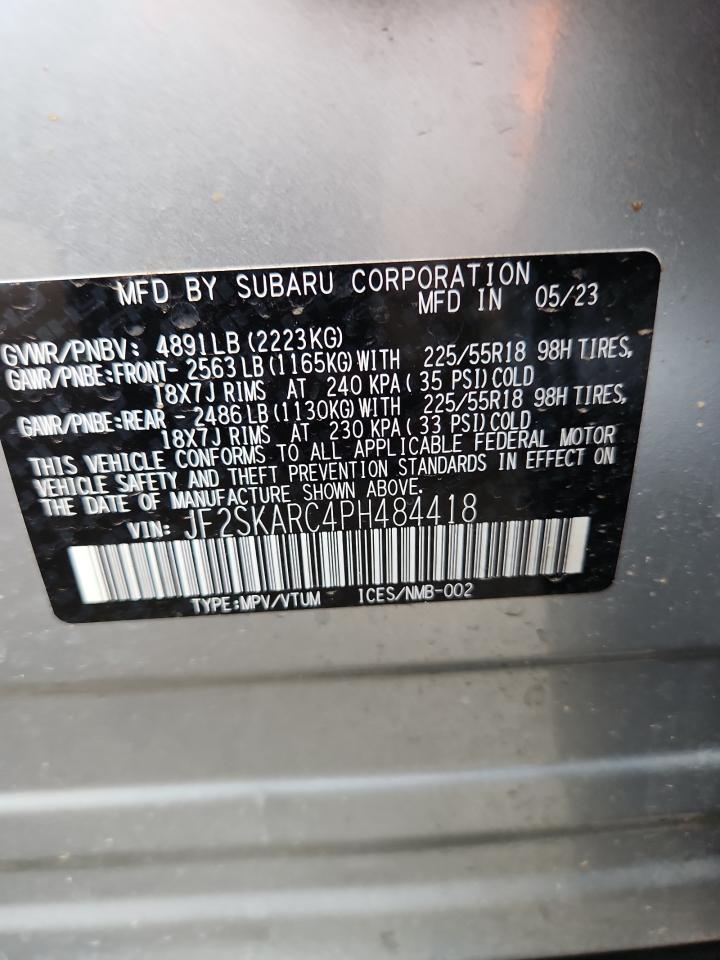 MFD BY SUBARU CORPORATION
MFD IN 05/23
GVWR/PNBV: 4891LB (2223KG)
GAWR/PNBE:FRONT- 2563LB (1165KG) WITH 225/55R18 98H TIRES,
18X7J RIMS AT 240 KPA ( 35 PSI) COLD
GAWR/PNBE:REAR -2486 LB (1130KG) WITH 225/55R18 98H TIRES,
18X7J RIMS AT 230 KPA ( 33 PSI) COLD
THIS VEHICLE CONFORMS TO ALL APPLICABLE FEDERAL MOTOR
VEHICLE SAFETY AND THEFT PREVENTION STANDARDS IN EFFECT ON
THE DATE OF MANUFACTURE SHOWN ABOVE.
VIN: JF2SKARC4PH484418
TYPE:MPV/VTUM ICES/NMB-002